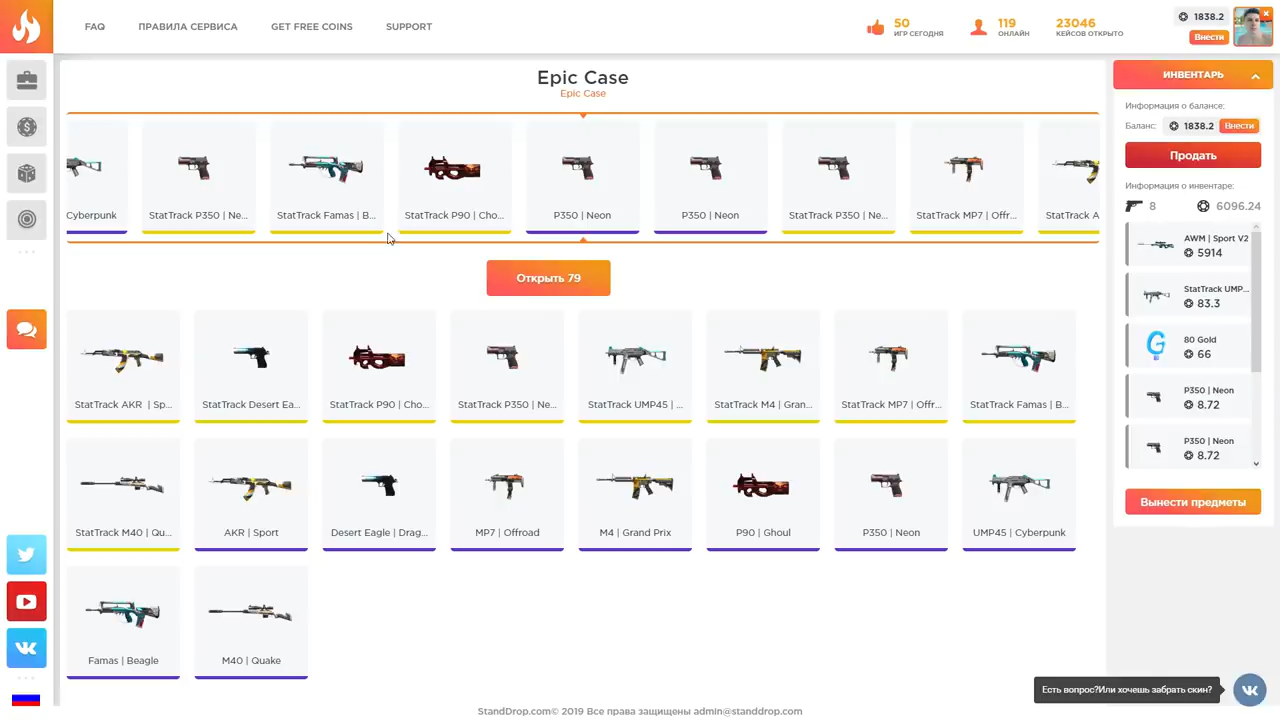 FAQ
ПРАВИЛА СЕРВИСА
GET FREE COINS
SUPPORT
50
ИГР СЕГОДНЯ
119
ОНЛАЙН
23046
КЕЙСОВ ОТКРЫТО
1838.2
Внести
Epic Case
Epic Case
Cyberpunk
StatTrack P350 | Ne...
StatTrack Famas | B...
StatTrack P90 | Cho...
P350 | Neon
P350 | Neon
StatTrack P350 | Ne...
StatTrack MP7 | Offr...
StatTrack A
Открыть 79
StatTrack AKR | Sp...
StatTrack Desert Ea...
StatTrack P90 | Cho...
StatTrack P350 | Ne...
StatTrack UMP45 | ...
StatTrack M4 | Gran...
StatTrack MP7 | Offr...
StatTrack Famas | B...
StatTrack M40 | Qu...
AKR | Sport
Desert Eagle | Drag...
MP7 | Offroad
M4 | Grand Prix
P90 | Ghoul
P350 | Neon
UMP45 | Cyberpunk
Famas | Beagle
M40 | Quake
ИНВЕНТАРЬ
Информация о балансе:
Баланс: 1838.2 Внести
Продать
Информация о инвентаре:
8 6096.24
AWM | Sport V2
5914
StatTrack UMP...
83.3
80 Gold
66
P350 | Neon
8.72
P350 | Neon
8.72
Вынести предметы
Есть вопрос?Или хочешь забрать скин?
StandDrop.com© 2019 Все права защищены admin@standdrop.com